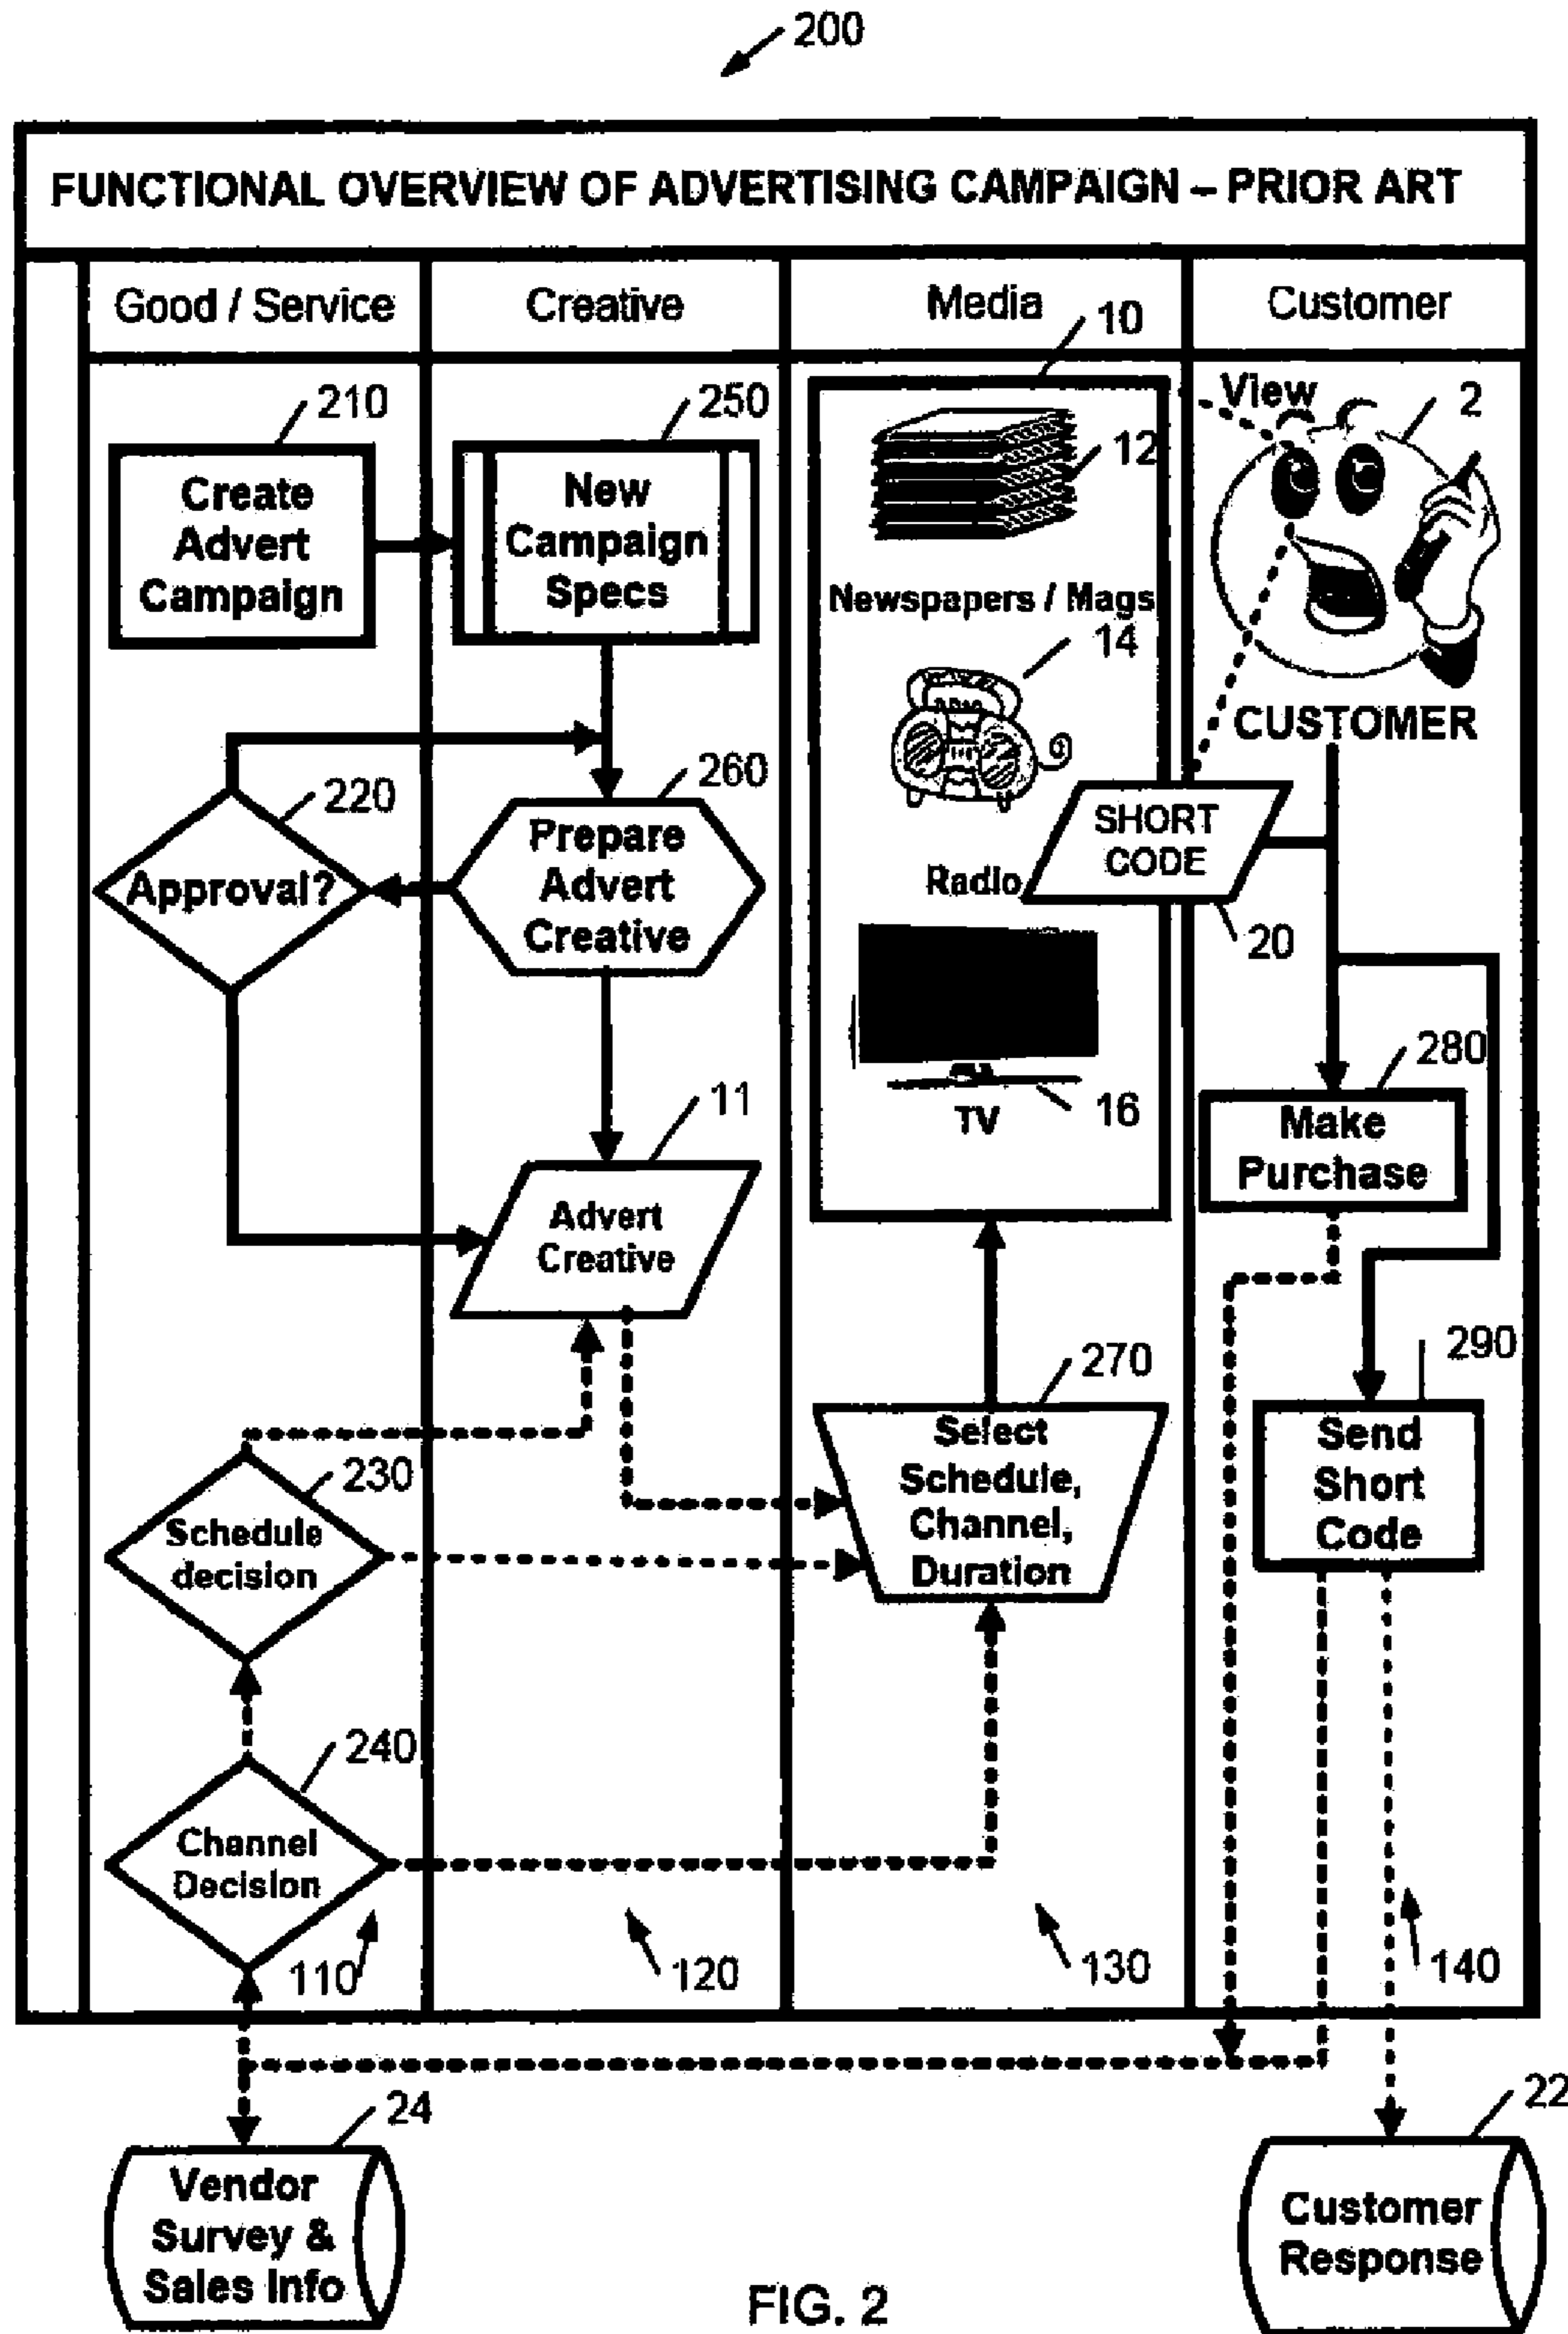 200
FUNCTIONAL OVERVIEW OF ADVERTISING CAMPAIGN – PRIOR ART
Good / Service
Creative
Media
Customer
10
210
Create
Advert
Campaign
250
New
Campaign
Specs
12
Newspapers / Mags
14
Radio
View
2
CUSTOMER
220
Approval?
260
Prepare
Advert
Creative
SHORT
CODE
20
16
TV
280
Make
Purchase
11
Advert
Creative
270
Select
Schedule,
Channel,
Duration
290
Send
Short
Code
230
Schedule
decision
240
Channel
Decision
110
120
130
140
24
Vendor
Survey &
Sales Info
22
Customer
Response
FIG. 2